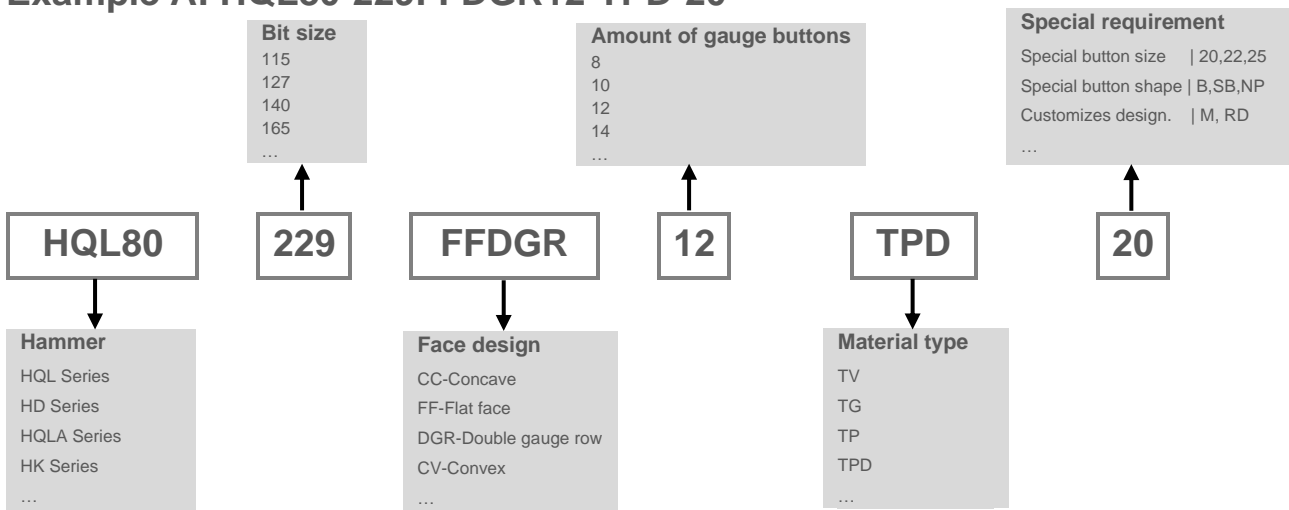 Example A:
Bit size
115
127
140
165
…
Amount of gauge buttons
8
10
12
14
…
Special requirement
Special button size | 20,22,25
Special button shape | B,SB,NP
Customizes design. | M, RD
…
HQL80
229
FFDGR
12
TPD
20
Hammer
HQL Series
HD Series
HQLA Series
HK Series
…
Face design
CC-Concave
FF-Flat face
DGR-Double gauge row
CV-Convex
…
Material type
TV
TG
TP
TPD
…